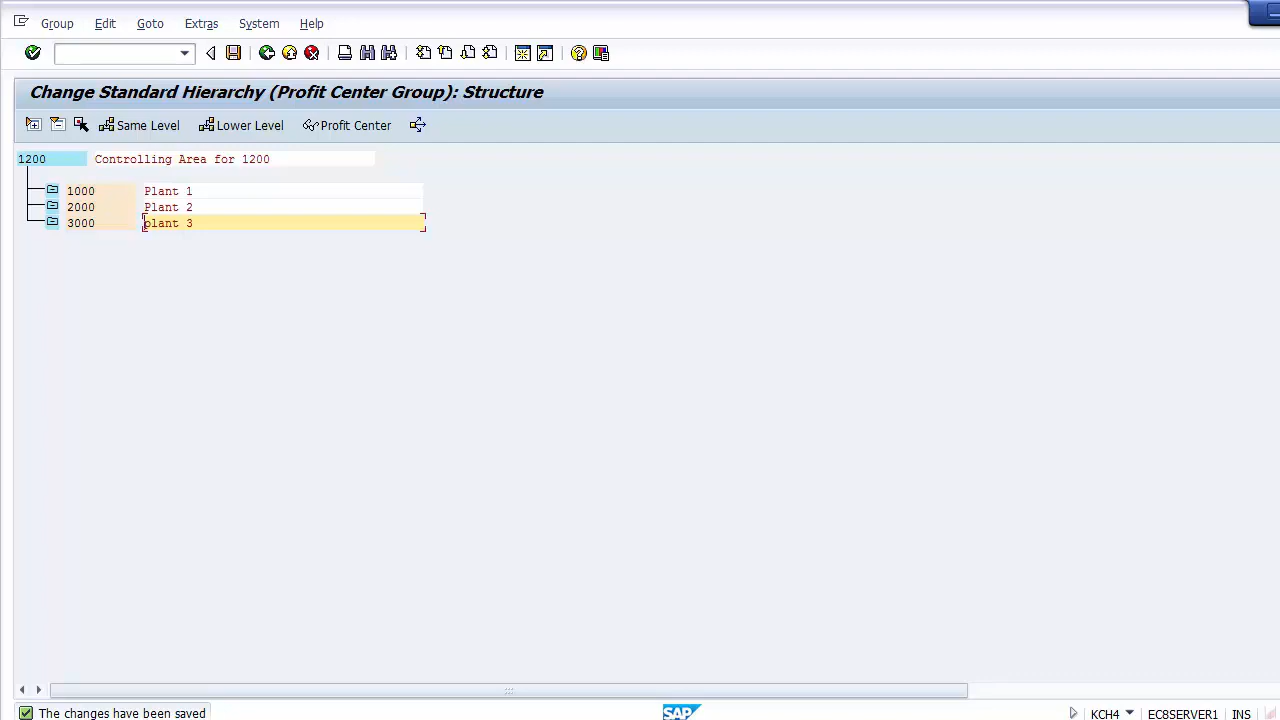 Group Edit Goto Extras System Help
Change Standard Hierarchy (Profit Center Group): Structure
Same Level Lower Level Profit Center
1200 Controlling Area for 1200
1000 Plant 1
2000 Plant 2
3000 plant 3
The changes have been saved SAP KCH4 EC8SERVER1 INS